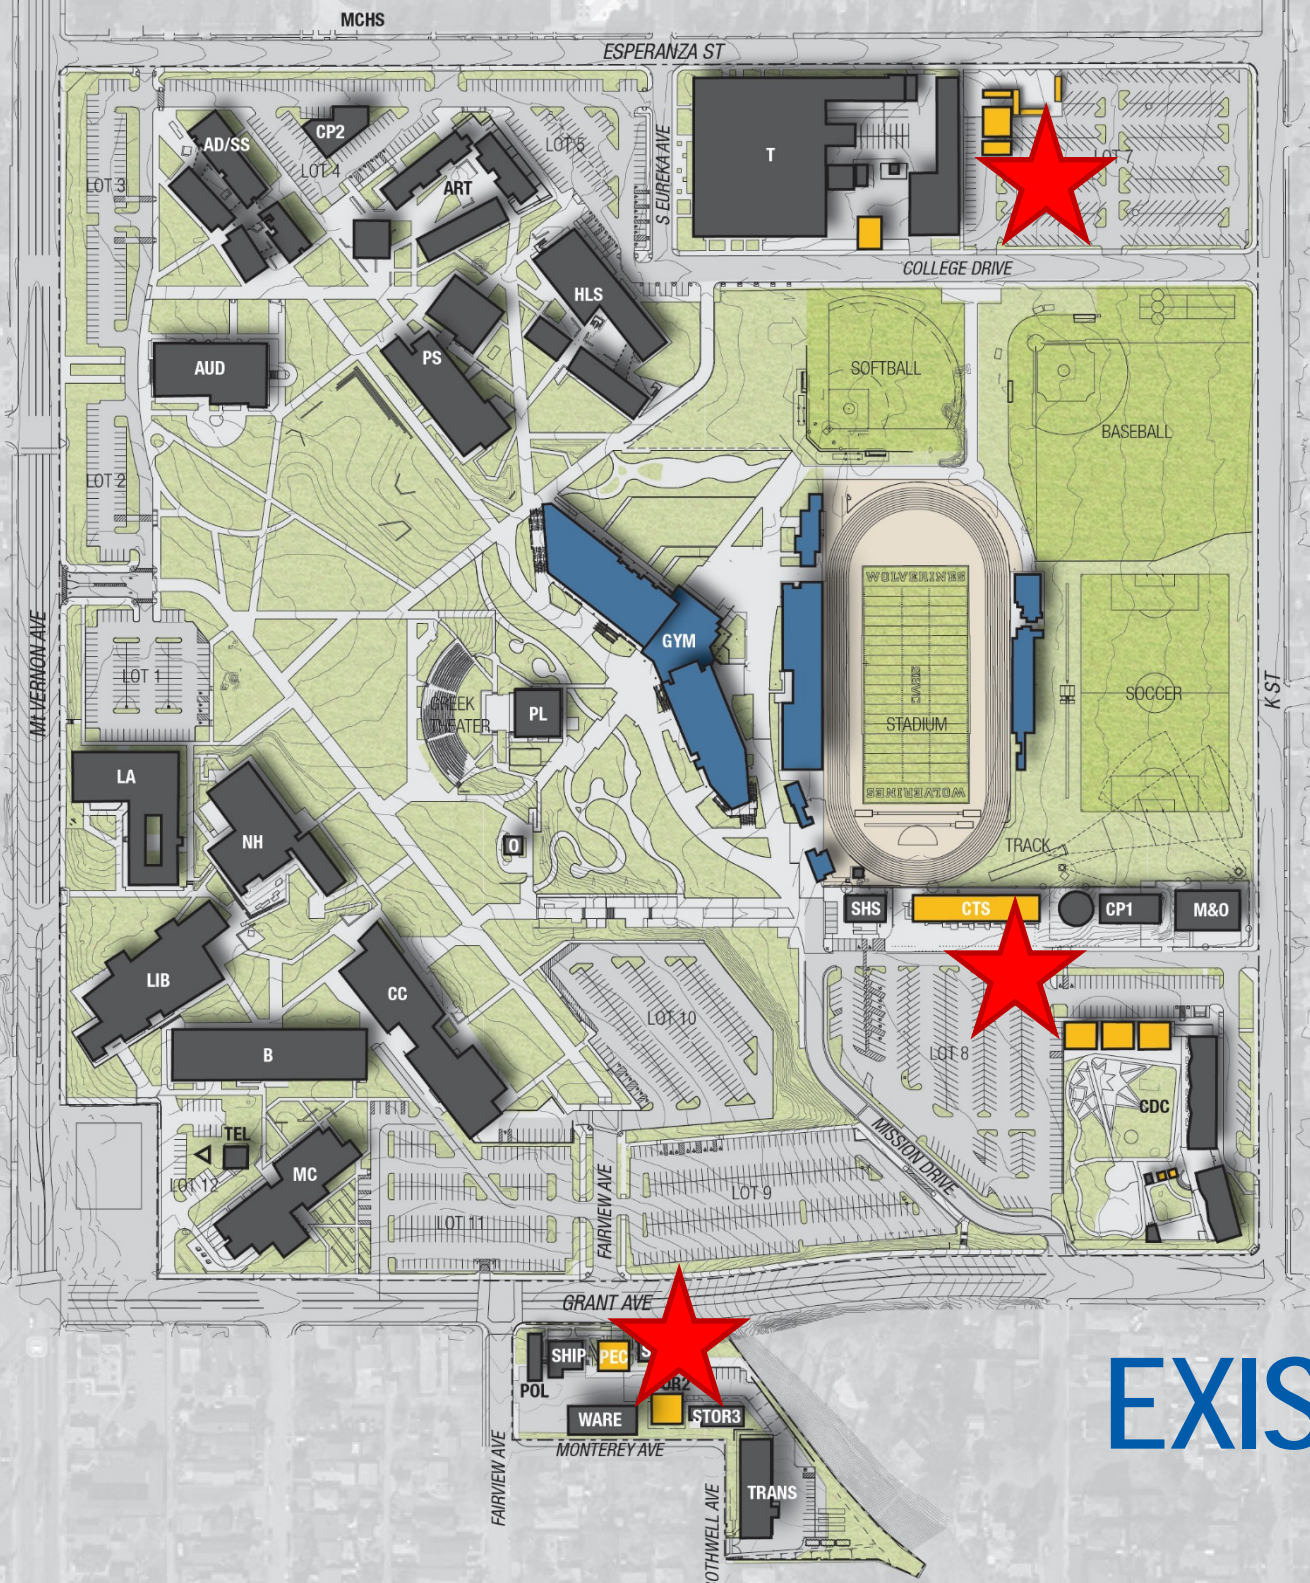 MCHS
ESPERANZA ST
AD/SS
CP2
LOT 4
LOT 5
LOT 3
ART
S EUREKA AVE
T
LOT 7
COLLEGE DRIVE
HLS
PS
AUD
SOFTBALL
BASEBALL
LOT 2
WOLVERINES
GYM
MT VERNON AVE
LOT 1
GREEK
THEATER
PL
SBVC
STADIUM
SOCCER
K ST
LA
WOLVERINES
NH
O
TRACK
SHS
CTS
CP1
M&O
LIB
CC
LOT 10
B
LOT 8
CDC
TEL
MC
LOT 12
MISSION DRIVE
LOT 9
LOT 11
FAIRVIEW AVE
GRANT AVE
SHIP
PEC
POL
WARE
STOR3
MONTEREY AVE
FAIRVIEW AVE
TRANS
EXIS